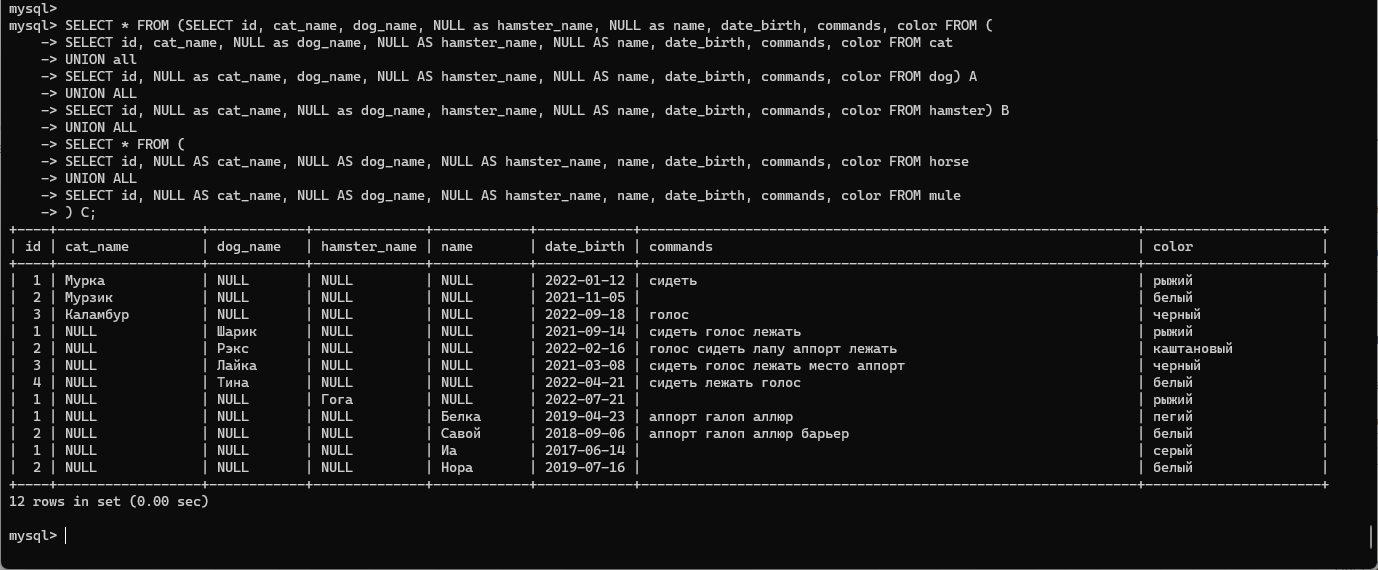 mysql>
mysql> SELECT * FROM (SELECT id, cat_name, dog_name, NULL as hamster_name, NULL as name, date_birth, commands, color FROM (
    -> SELECT id, cat_name, NULL as dog_name, NULL AS hamster_name, NULL AS name, date_birth, commands, color FROM cat
    -> UNION all
    -> SELECT id, NULL as cat_name, dog_name, NULL AS hamster_name, NULL AS name, date_birth, commands, color FROM dog) A
    -> UNION ALL
    -> SELECT id, NULL as cat_name, NULL as dog_name, hamster_name, NULL AS name, date_birth, commands, color FROM hamster) B
    -> UNION ALL
    -> SELECT * FROM (
    -> SELECT id, NULL AS cat_name, NULL AS dog_name, NULL AS hamster_name, name, date_birth, commands, color FROM horse
    -> UNION ALL
    -> SELECT id, NULL AS cat_name, NULL AS dog_name, NULL AS hamster_name, name, date_birth, commands, color FROM mule
    -> ) C;
| id | cat_name | dog_name | hamster_name | name | date_birth | commands | color |
| 1 | Мурка | NULL | NULL | NULL | 2022-01-12 | сидеть | рыжий |
| 2 | Мурзик | NULL | NULL | NULL | 2021-11-05 | | белый |
| 3 | Каламбур | NULL | NULL | NULL | 2022-09-18 | голос | черный |
| 1 | NULL | Шарик | NULL | NULL | 2021-09-14 | сидеть голос лежать | рыжий |
| 2 | NULL | Рэкс | NULL | NULL | 2022-02-16 | голос сидеть лапу аппорт лежать | каштановый |
| 3 | NULL | Лайка | NULL | NULL | 2021-03-08 | сидеть голос лежать место аппорт | черный |
| 4 | NULL | Тина | NULL | NULL | 2022-04-21 | сидеть лежать голос | белый |
| 1 | NULL | NULL | Гога | NULL | 2022-07-21 | | рыжий |
| 1 | NULL | NULL | NULL | Белка | 2019-04-23 | аппорт галоп аллюр | пегий |
| 2 | NULL | NULL | NULL | Савой | 2018-09-06 | аппорт галоп аллюр барьер | белый |
| 1 | NULL | NULL | NULL | Иа | 2017-06-14 | | серый |
| 2 | NULL | NULL | NULL | Нора | 2019-07-16 | | белый |
12 rows in set (0.00 sec)
mysql>